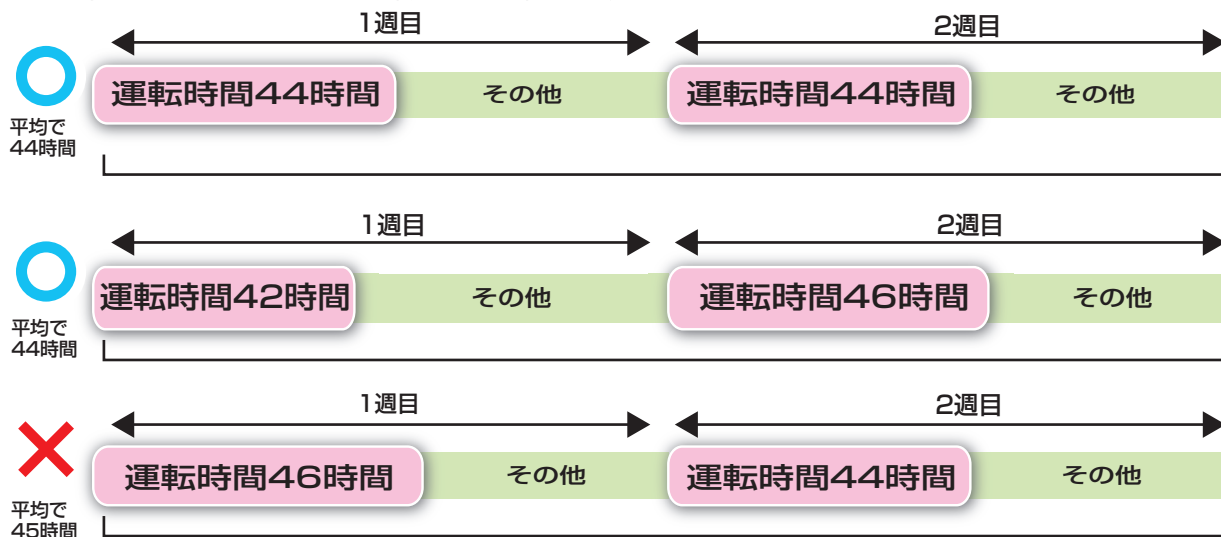 1週目
2週目
運転時間44時間
その他
運転時間44時間
その他
平均で
44時間
1週目
2週目
運転時間42時間
その他
運転時間46時間
その他
平均で
44時間
1週目
2週目
運転時間46時間
その他
運転時間44時間
その他
平均で
45時間